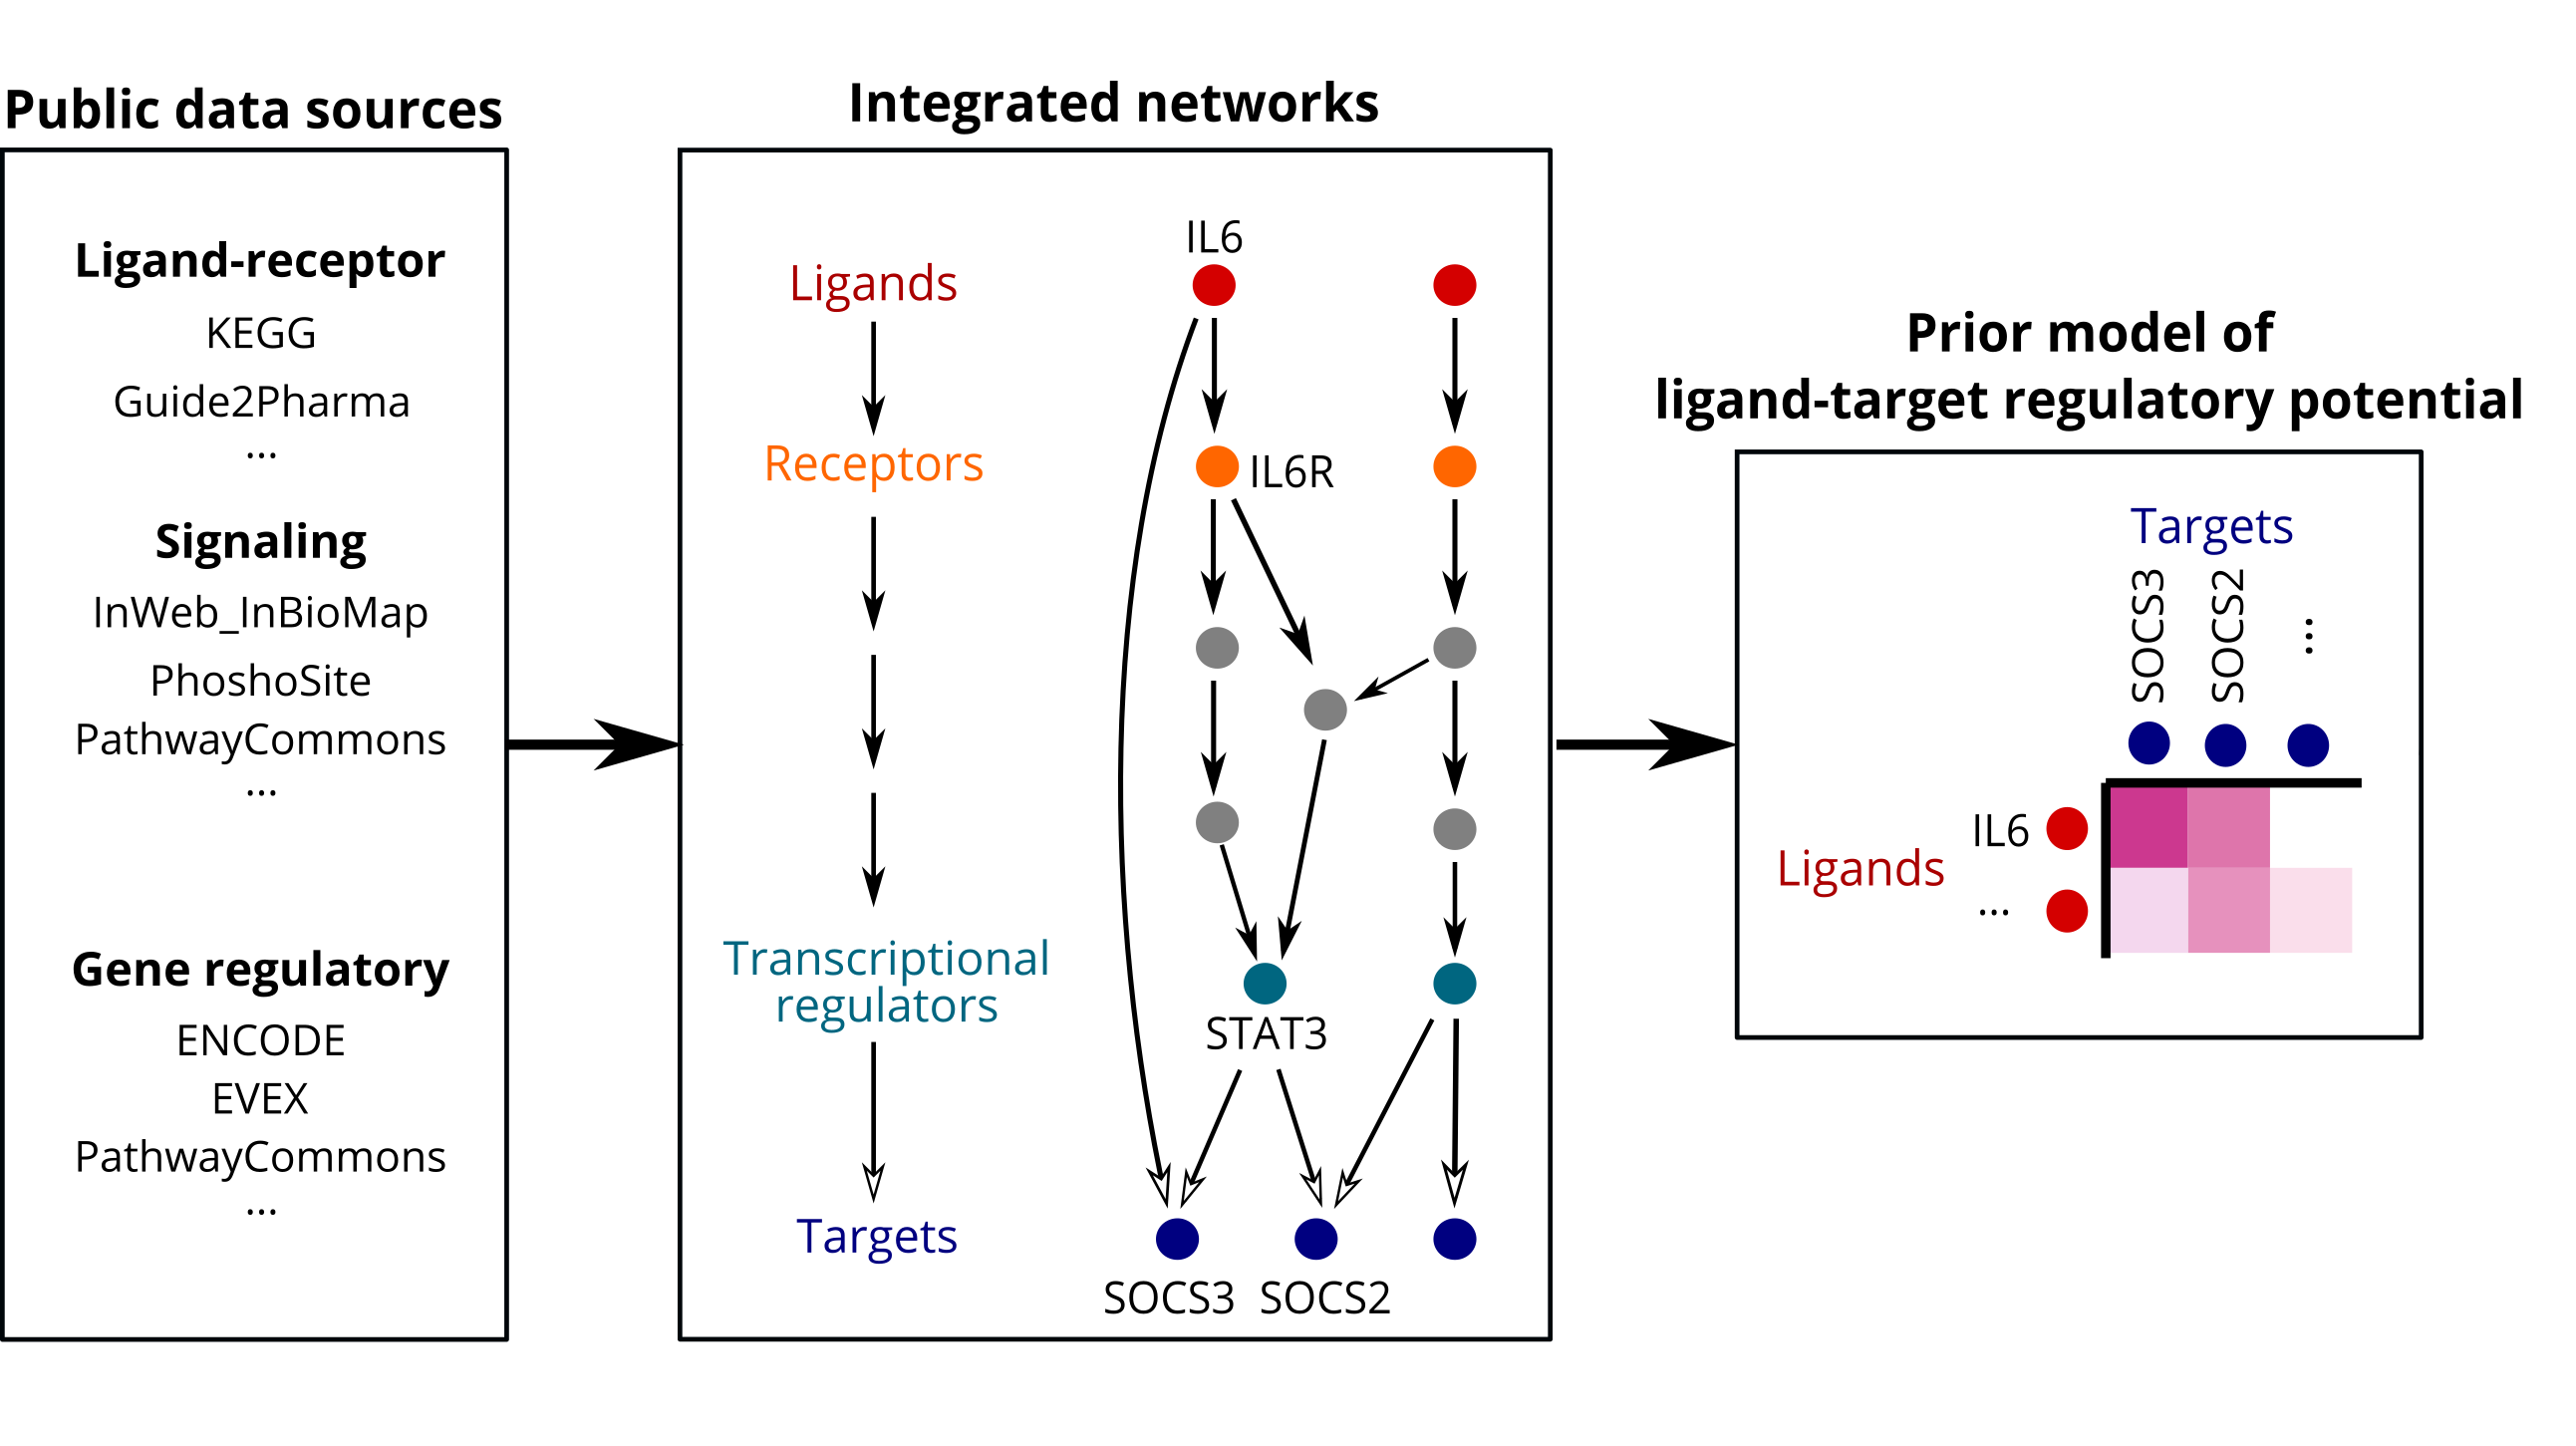 Public data sources
Ligand-receptor
KEGG
Guide2Pharma
...
Signaling
InWeb_InBioMap
PhoshoSite
PathwayCommons
...
Gene regulatory
ENCODE
EVEX
PathwayCommons
...
Integrated networks
Ligands
Receptors
Transcriptional
regulators
Targets
IL6
IL6R
STAT3
SOCS3
SOCS2
Prior model of
ligand-target regulatory potential
Targets
SOCS3
SOCS2
...
Ligands
IL6
...